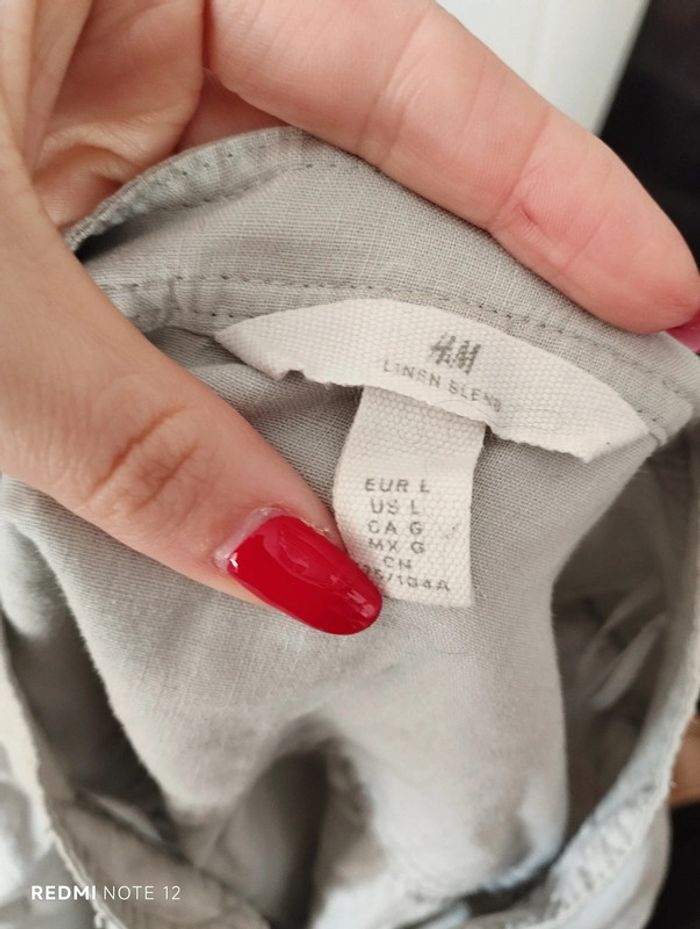 H&M
LINEN BLEND
EUR L
US L
CA G
MX G
CN
REDMI NOTE 12